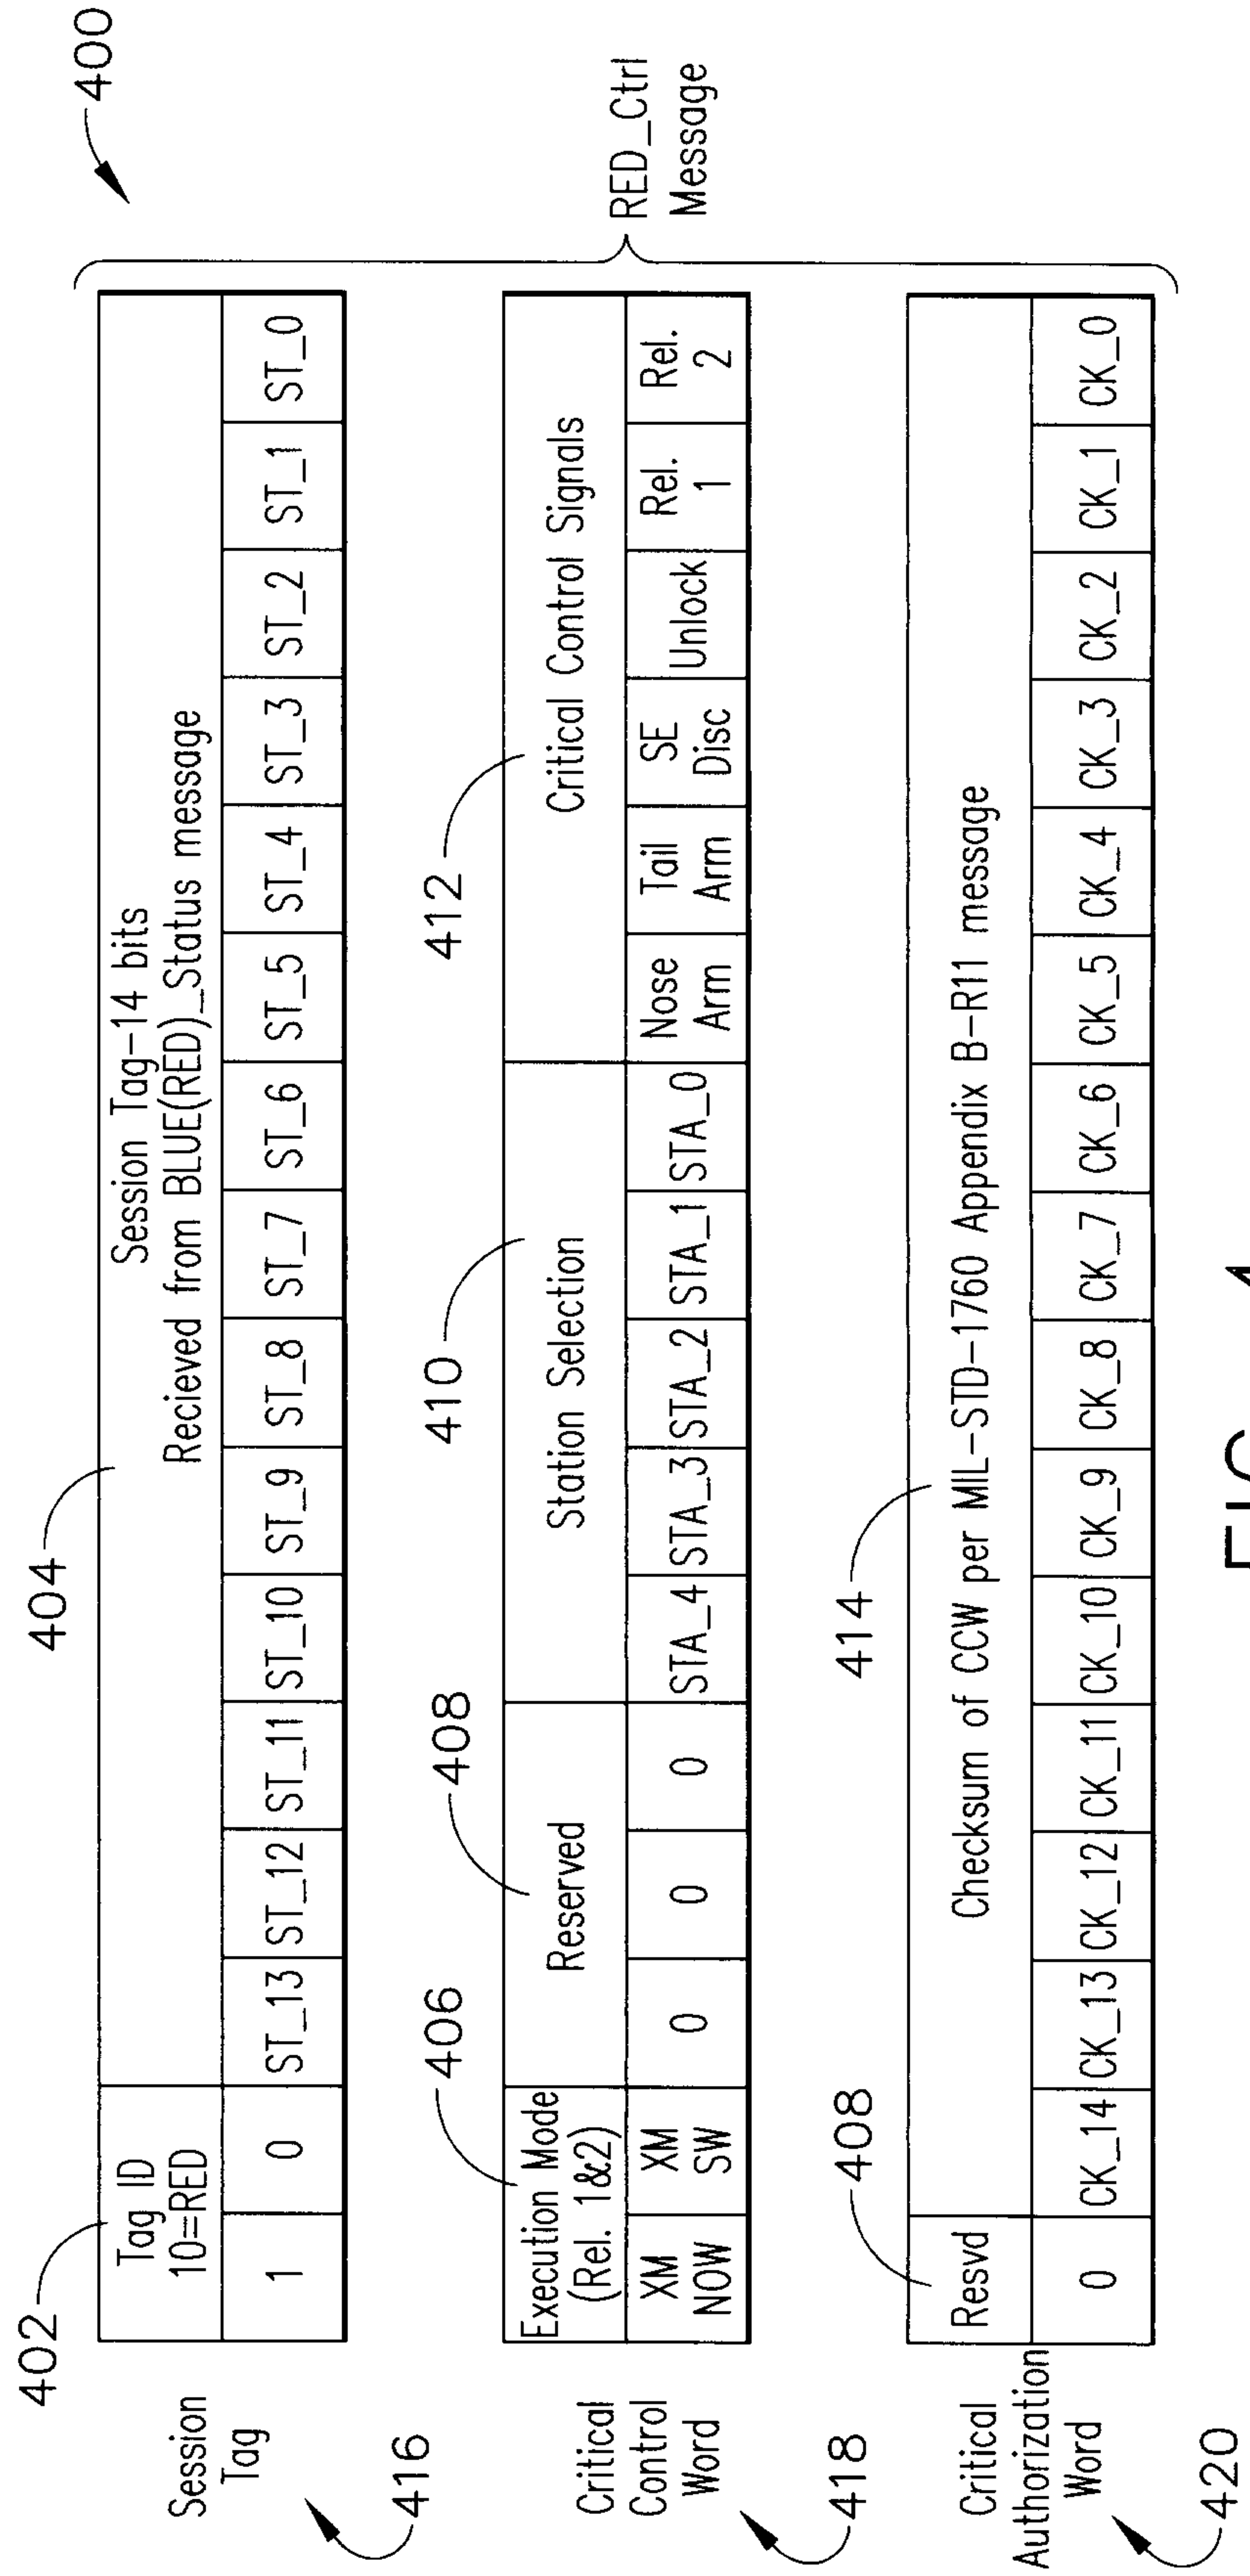 400
402
404
Session
Tag
416
Tag ID
10=RED
Session Tag-14 bits
Recieved from BLUE(RED)_Status message
1
0
ST_13
ST_12
ST_11
ST_10
ST_9
ST_8
ST_7
ST_6
ST_5
ST_4
ST_3
ST_2
ST_1
ST_0
RED_Ctrl
Message
406
408
410
412
Critical
Control
Word
418
Execution Mode
(Rel. 1&2)
Reserved
Station Selection
Critical Control Signals
XM
NOW
XM
SW
0
0
0
STA_4
STA_3
STA_2
STA_1
STA_0
Nose
Arm
Tail
Arm
SE
Disc
Unlock
Rel.
1
Rel.
2
408
414
Critical
Authorization
Word
420
Resvd
Checksum of CCW per MIL-STD-1760 Appendix B-R11 message
0
CK_14
CK_13
CK_12
CK_11
CK_10
CK_9
CK_8
CK_7
CK_6
CK_5
CK_4
CK_3
CK_2
CK_1
CK_0